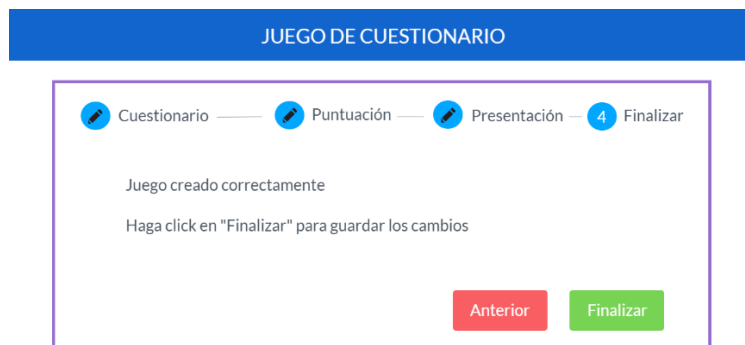 JUEGO DE CUESTIONARIO
Cuestionario Puntuación Presentación 4 Finalizar
Juego creado correctamente
Haga click en "Finalizar" para guardar los cambios
Anterior Finalizar